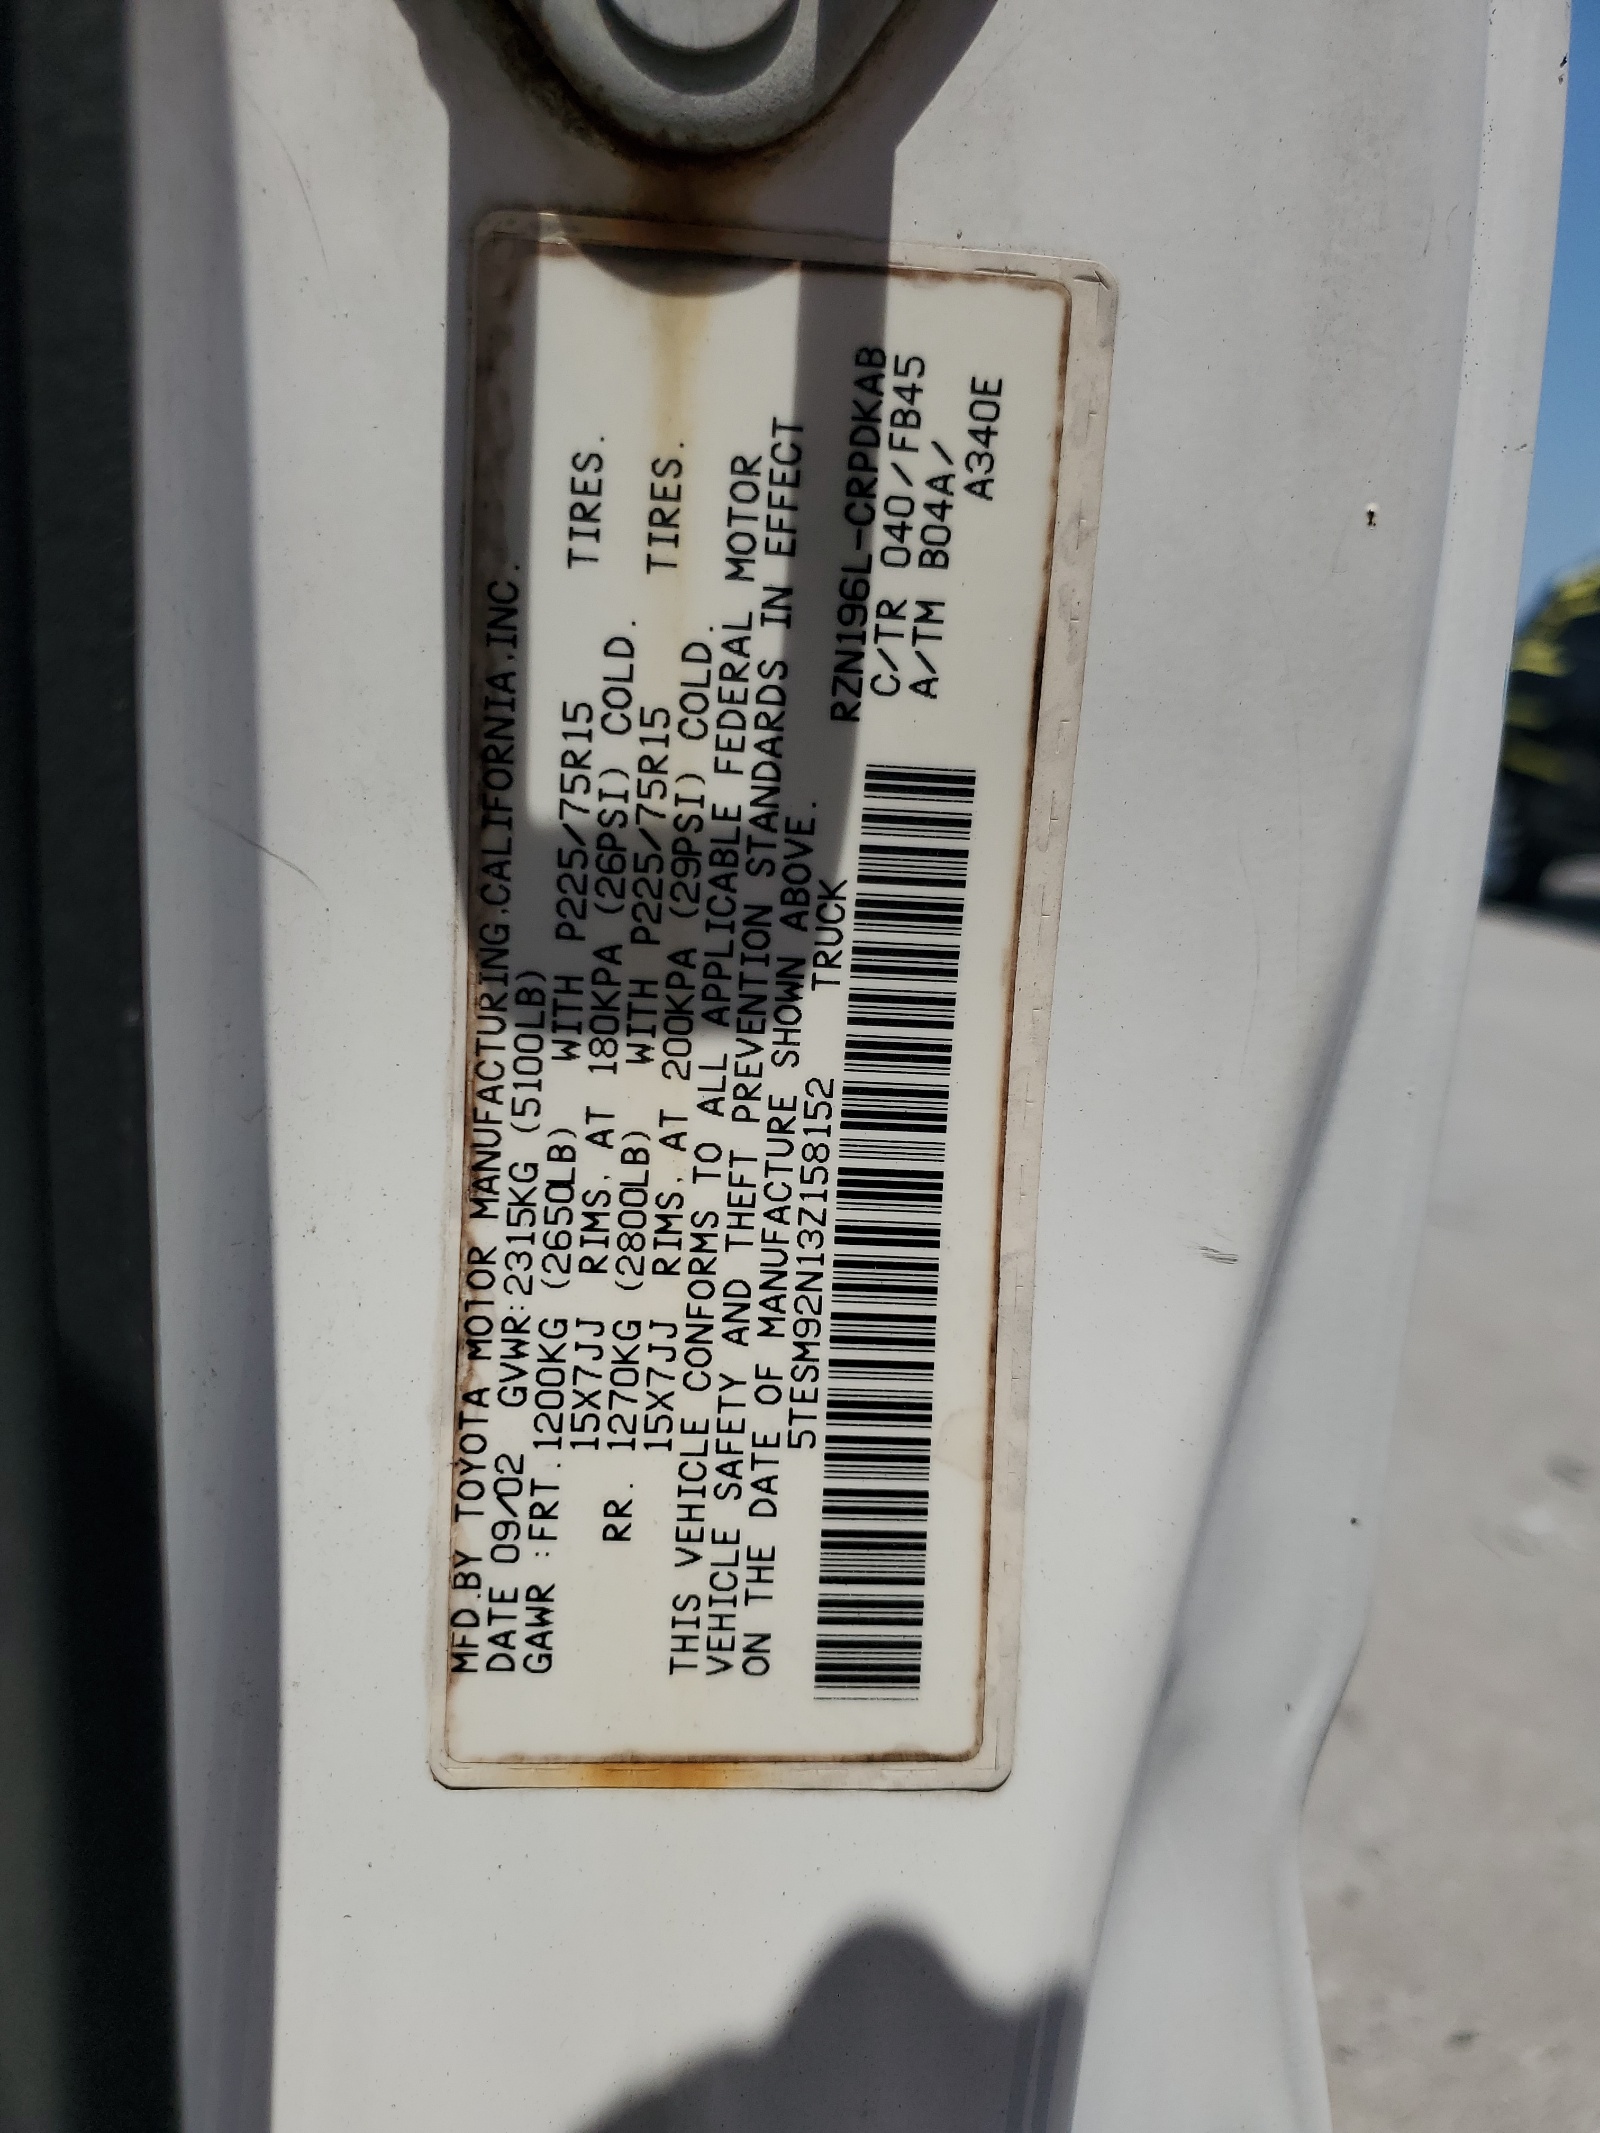 MFD.BY TOYOTA MOTOR MANUFACTURING,CALIFORNIA,INC.
DATE 09/02 GVWR:2315KG (5100LB)
GAWR :FRT. 1200KG (2650LB) WITH P225/75R15 TIRES.
15X7JJ RIMS, AT 180KPA (26PSI) COLD.
RR. 1270KG (2800LB) WITH P225/75R15 TIRES.
15X7JJ RIMS, AT 200KPA (29PSI) COLD.
THIS VEHICLE CONFORMS TO ALL APPLICABLE FEDERAL MOTOR
VEHICLE SAFETY AND THEFT PREVENTION STANDARDS IN EFFECT
ON THE DATE OF MANUFACTURE SHOWN ABOVE.
5TESM92N13Z158152 TRUCK
RZN196L-CRPDKAB
C/TR 040/FB45
A/TM B04A/
A340E